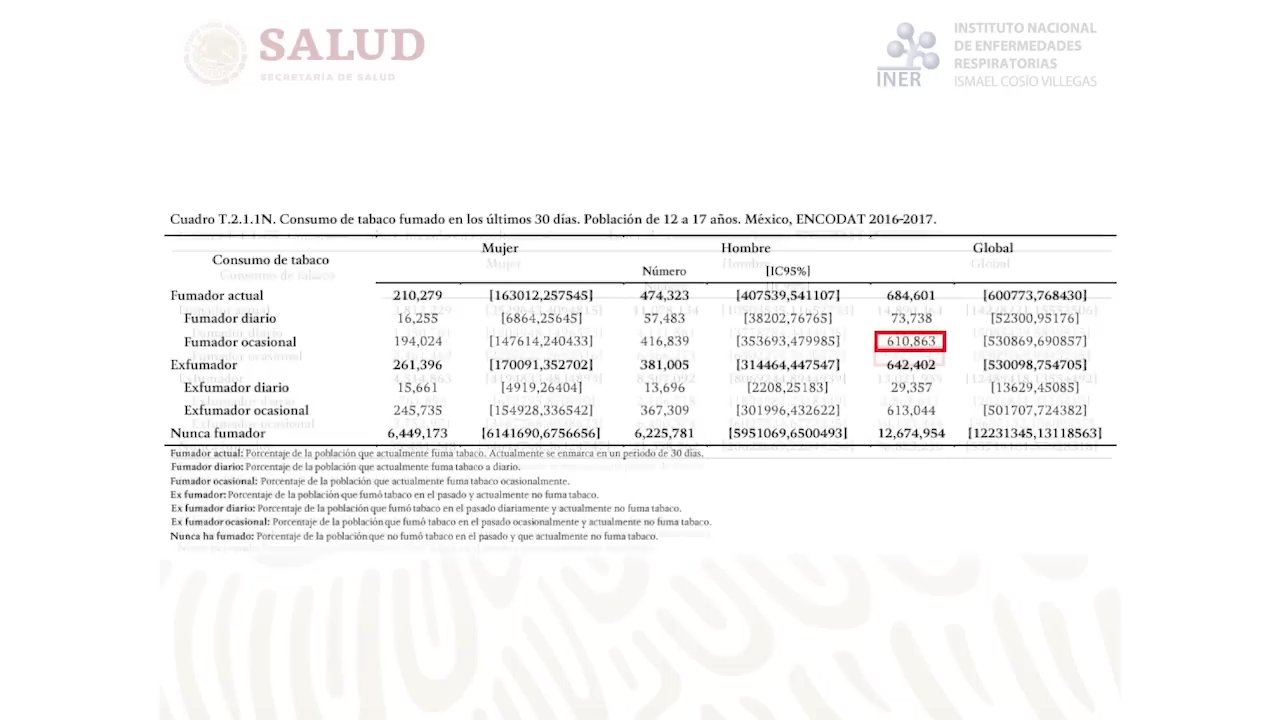 SALUD
SECRETARÍA DE SALUD
INER
INSTITUTO NACIONAL
DE ENFERMEDADES
RESPIRATORIAS
ISMAEL COSÍO VILLEGAS
Cuadro T.2.1.1N. Consumo de tabaco fumado en los últimos 30 días. Población de 12 a 17 años. México, ENCODAT 2016-2017.
Consumo de tabaco Mujer Hombre Global
Número [IC95%]
Fumador actual 210,279 [163012,257545] 474,323 [407539,541107] 684,601 [600773,768430]
Fumador diario 16,255 [6864,25645] 57,483 [38202,76765] 73,738 [52300,95176]
Fumador ocasional 194,024 [147614,240433] 416,839 [353693,479985] 610,863 [530869,690857]
Exfumador 261,396 [170091,352702] 381,005 [314464,447547] 642,402 [530098,754705]
Exfumador diario 15,661 [4919,26404] 13,696 [2208,25183] 29,357 [13629,45085]
Exfumador ocasional 245,735 [154928,336542] 367,309 [301996,432622] 613,044 [501707,724382]
Nunca fumador 6,449,173 [6141690,6756656] 6,225,781 [5951069,6500493] 12,674,954 [12231345,13118563]
Fumador actual: Porcentaje de la población que actualmente fuma tabaco. Actualmente se enmarca en un periodo de 30 días.
Fumador diario: Porcentaje de la población que actualmente fuma tabaco a diario.
Fumador ocasional: Porcentaje de la población que actualmente fuma tabaco ocasionalmente.
Ex fumador: Porcentaje de la población que fumó tabaco en el pasado y actualmente no fuma tabaco.
Ex fumador diario: Porcentaje de la población que fumó tabaco en el pasado diariamente y actualmente no fuma tabaco.
Ex fumador ocasional: Porcentaje de la población que fumó tabaco en el pasado ocasionalmente y actualmente no fuma tabaco.
Nunca ha fumado: Porcentaje de la población que no fumó tabaco en el pasado y que actualmente no fuma tabaco.